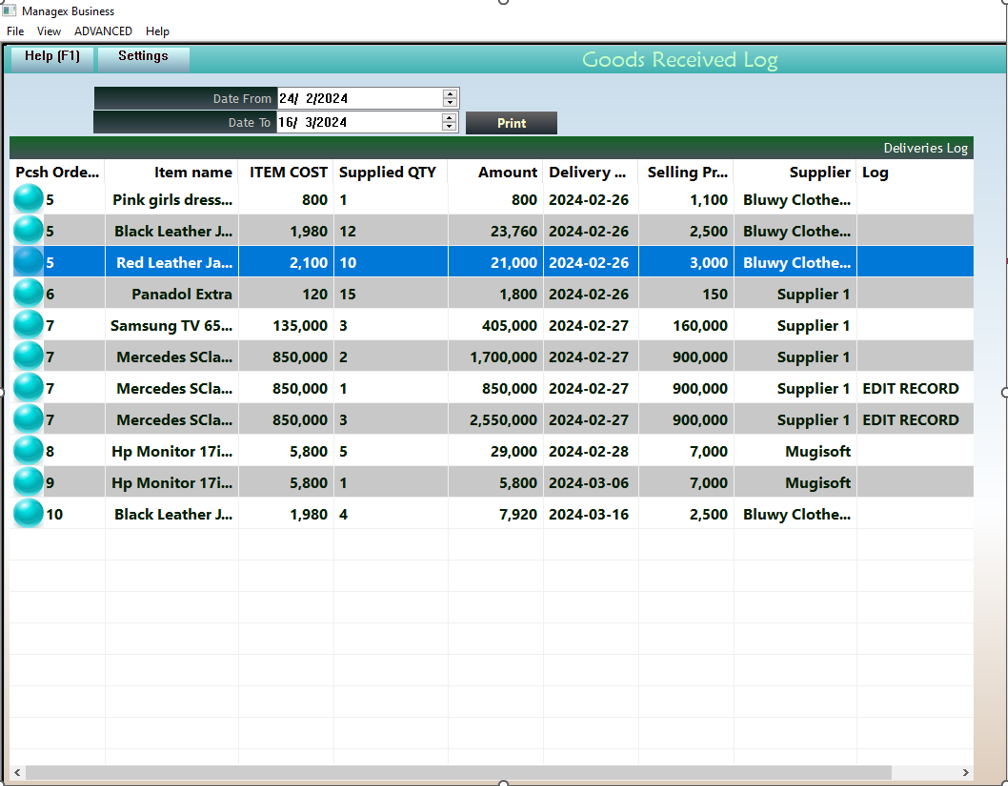 Managex Business
File View ADVANCED Help
Help (F1) Settings Goods Received Log
Date From 24/ 2/2024
Date To 16/ 3/2024 Print
Deliveries Log
Pcsh Orde... Item name ITEM COST Supplied QTY Amount Delivery ... Selling Pr... Supplier Log
5 Pink girls dress... 800 1 800 2024-02-26 1,100 Bluwy Clothe...
5 Black Leather J... 1,980 12 23,760 2024-02-26 2,500 Bluwy Clothe...
5 Red Leather Ja... 2,100 10 21,000 2024-02-26 3,000 Bluwy Clothe...
6 Panadol Extra 120 15 1,800 2024-02-26 150 Supplier 1
7 Samsung TV 65... 135,000 3 405,000 2024-02-27 160,000 Supplier 1
7 Mercedes SCla... 850,000 2 1,700,000 2024-02-27 900,000 Supplier 1
7 Mercedes SCla... 850,000 1 850,000 2024-02-27 900,000 Supplier 1 EDIT RECORD
7 Mercedes SCla... 850,000 3 2,550,000 2024-02-27 900,000 Supplier 1 EDIT RECORD
8 Hp Monitor 17i... 5,800 5 29,000 2024-02-28 7,000 Mugisoft
9 Hp Monitor 17i... 5,800 1 5,800 2024-03-06 7,000 Mugisoft
10 Black Leather J... 1,980 4 7,920 2024-03-16 2,500 Bluwy Clothe...